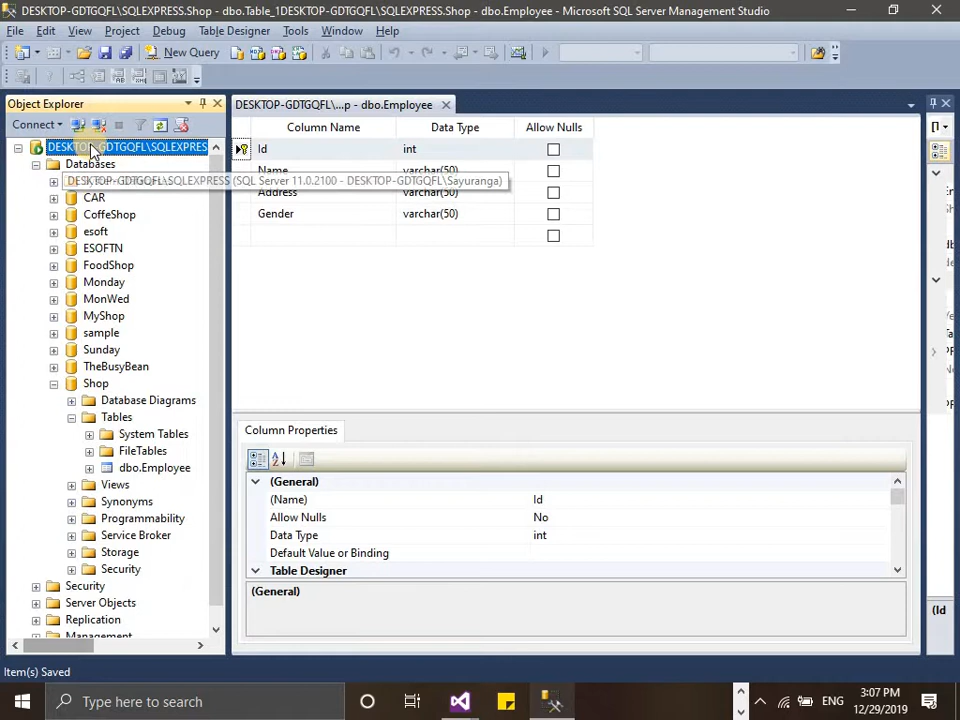 DESKTOP-GDTGQFL\SQLEXPRESS.Shop - dbo.Table_1DESKTOP-GDTGQFL\SQLEXPRESS.Shop - dbo.Employee - Microsoft SQL Server Management Studio
File Edit View Project Debug Table Designer Tools Window Help
New Query
Object Explorer
DESKTOP-GDTGQFL\...p - dbo.Employee
Connect
DESKTOP-GDTGQFL\SQLEXPRES
Databases
DESKTOP-GDTGQFL\SQLEXPRESS (SQL Server 11.0.2100 - DESKTOP-GDTGQFL\Sayuranga)
CAR
CoffeShop
esoft
ESOFTN
FoodShop
Monday
MonWed
MyShop
sample
Sunday
TheBusyBean
Shop
Database Diagrams
Tables
System Tables
FileTables
dbo.Employee
Views
Synonyms
Programmability
Service Broker
Storage
Security
Security
Server Objects
Replication
Management
Column Name Data Type Allow Nulls
Id int
Name varchar(50)
Address varchar(50)
Gender varchar(50)
Column Properties
(General)
(Name) Id
Allow Nulls No
Data Type int
Default Value or Binding
Table Designer
(General)
(Id
Item(s) Saved
Type here to search
ENG
3:07 PM
12/29/2019